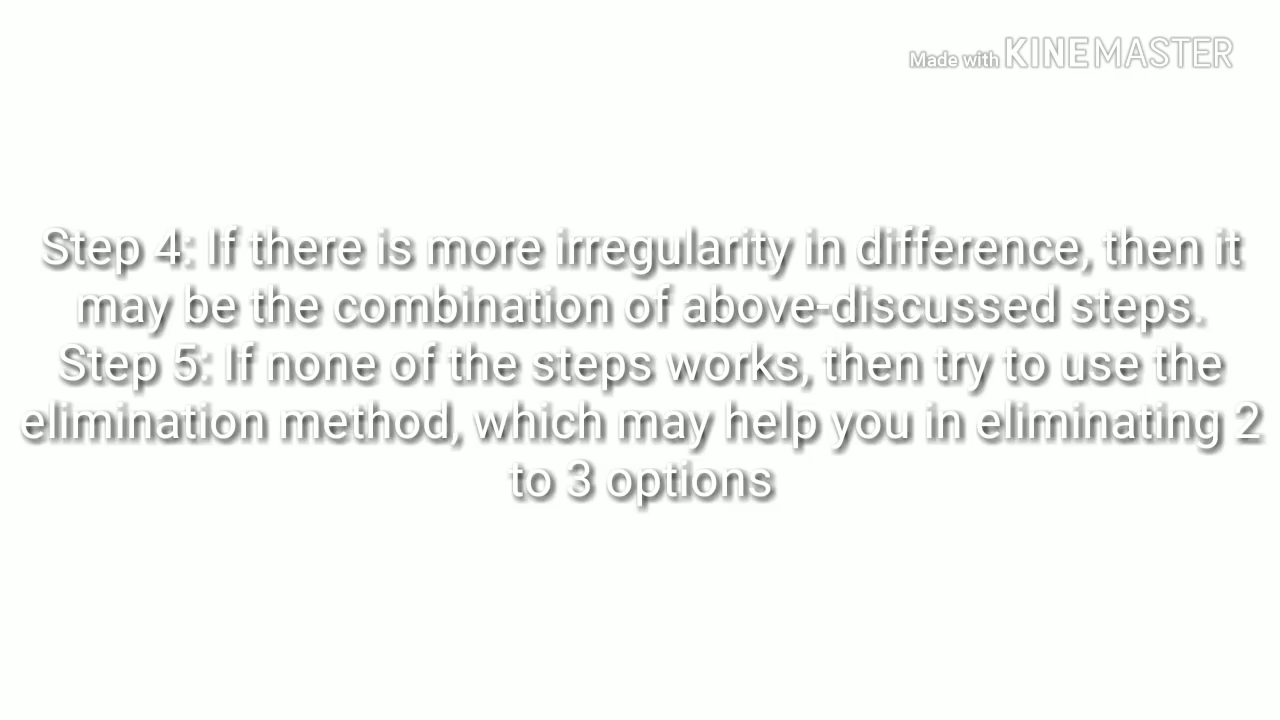 Made with KINEMASTER
Step 4: If there is more irregularity in difference, then it
may be the combination of above-discussed steps.
Step 5: If none of the steps works, then try to use the
elimination method, which may help you in eliminating 2
to 3 options